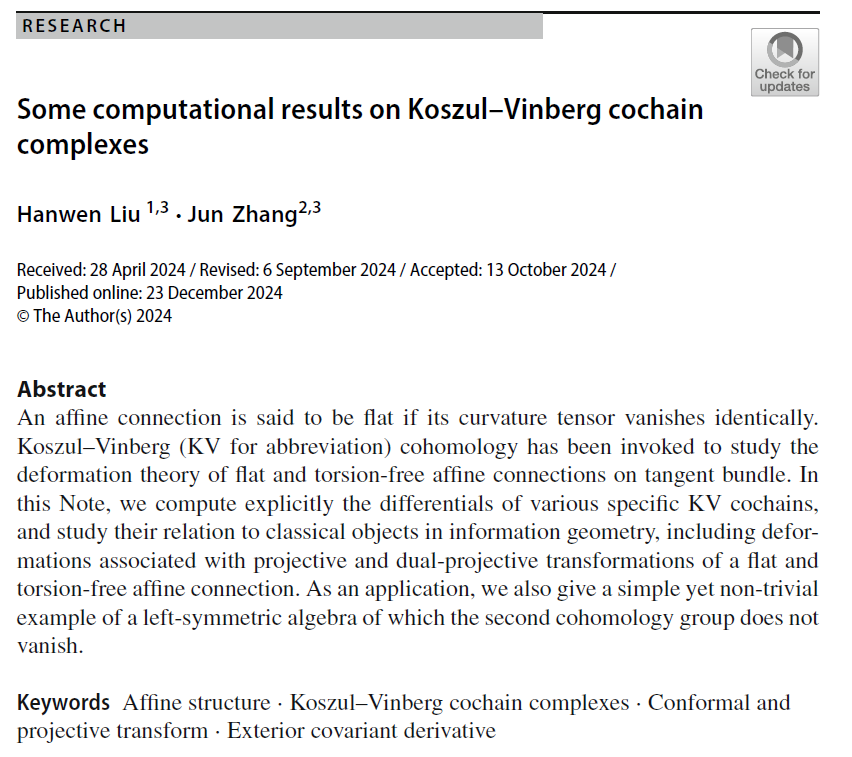 RESEARCH
Check for
updates
Some computational results on Koszul–Vinberg cochain
complexes
Hanwen Liu 1,3 · Jun Zhang2,3
Received: 28 April 2024 / Revised: 6 September 2024 / Accepted: 13 October 2024 /
Published online: 23 December 2024
© The Author(s) 2024
Abstract
An affine connection is said to be flat if its curvature tensor vanishes identically.
Koszul–Vinberg (KV for abbreviation) cohomology has been invoked to study the
deformation theory of flat and torsion-free affine connections on tangent bundle. In
this Note, we compute explicitly the differentials of various specific KV cochains,
and study their relation to classical objects in information geometry, including defor-
mations associated with projective and dual-projective transformations of a flat and
torsion-free affine connection. As an application, we also give a simple yet non-trivial
example of a left-symmetric algebra of which the second cohomology group does not
vanish.
Keywords Affine structure · Koszul–Vinberg cochain complexes · Conformal and
projective transform · Exterior covariant derivative